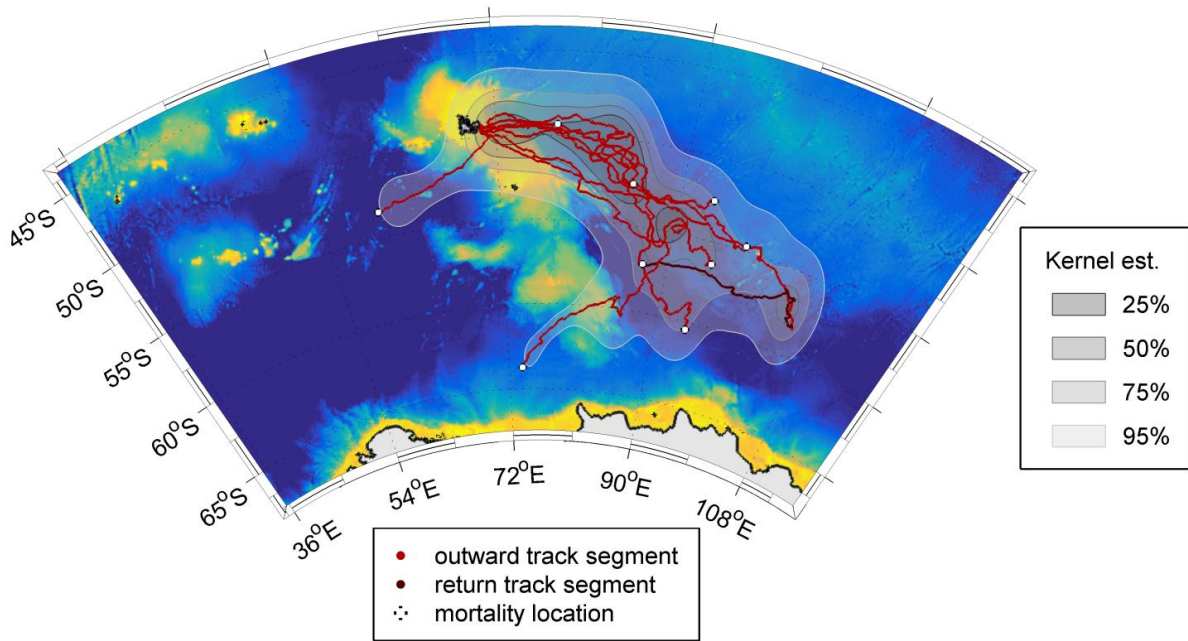 45°S
50°S
55°S
60°S
65°S
36°E
54°E
72°E
90°E
108°E
Kernel est.
25%
50%
75%
95%
outward track segment
return track segment
mortality location